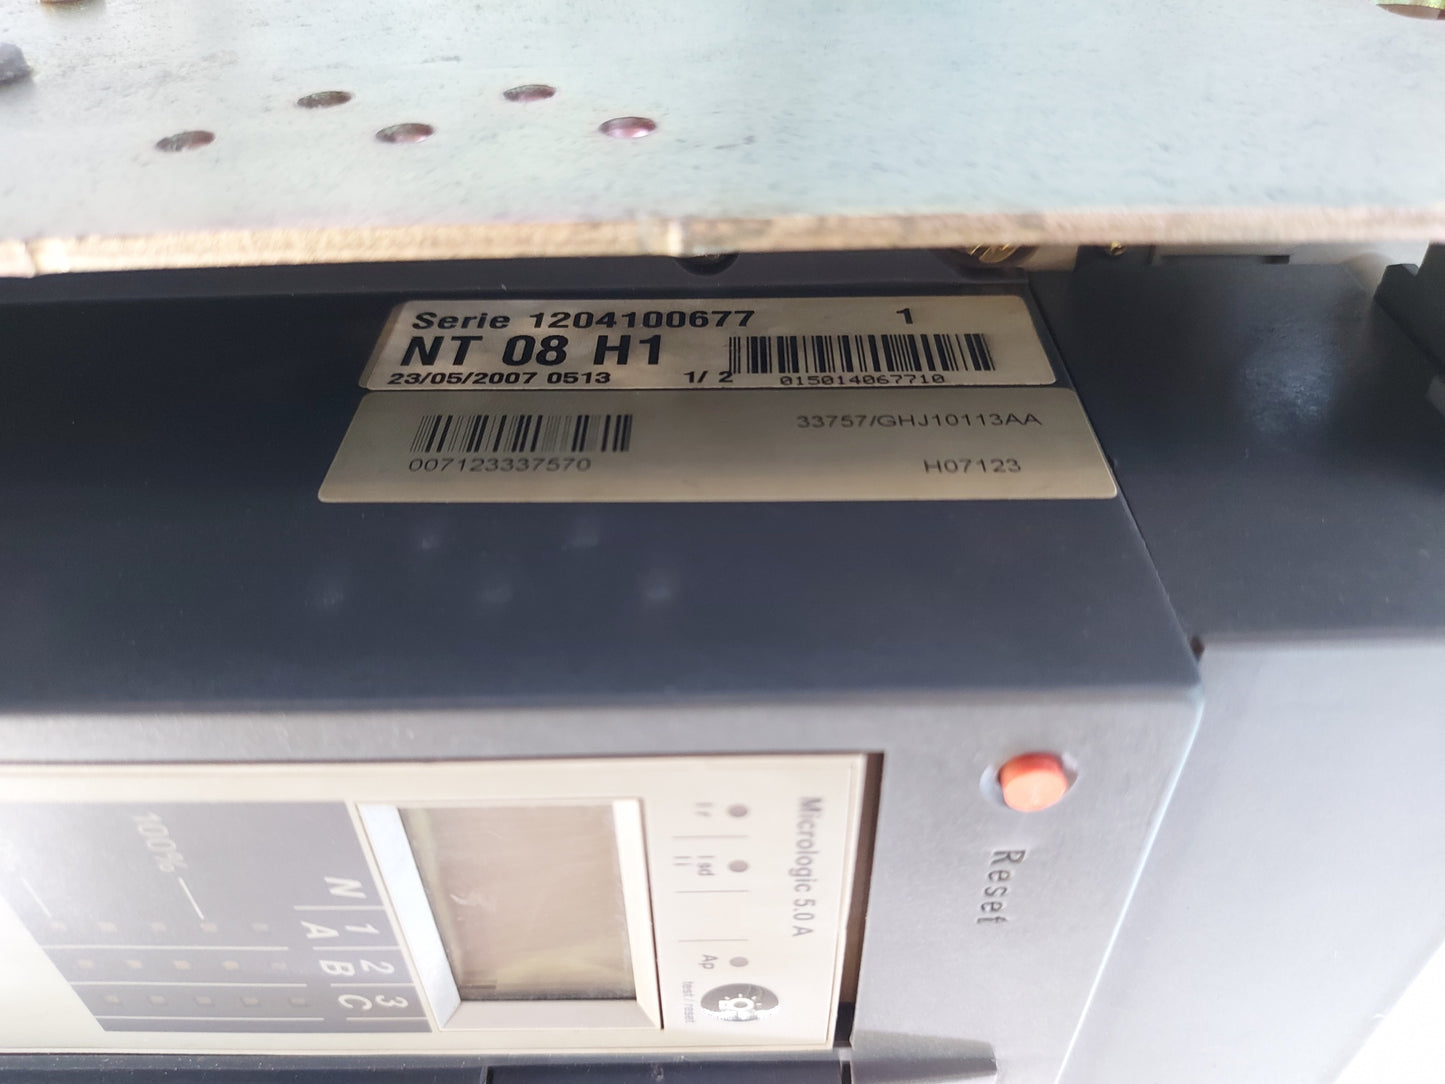 Serie 1204100677 1
NT 08 H1
23/05/2007 0513 1/ 2 015014067710
33757/GHJ10113AA
007123337570 H07123
Reset
Micrologic 5.0 A
Ir
Isd
Ii
Ap
test / reset
100%
N 1 2 3
A B C